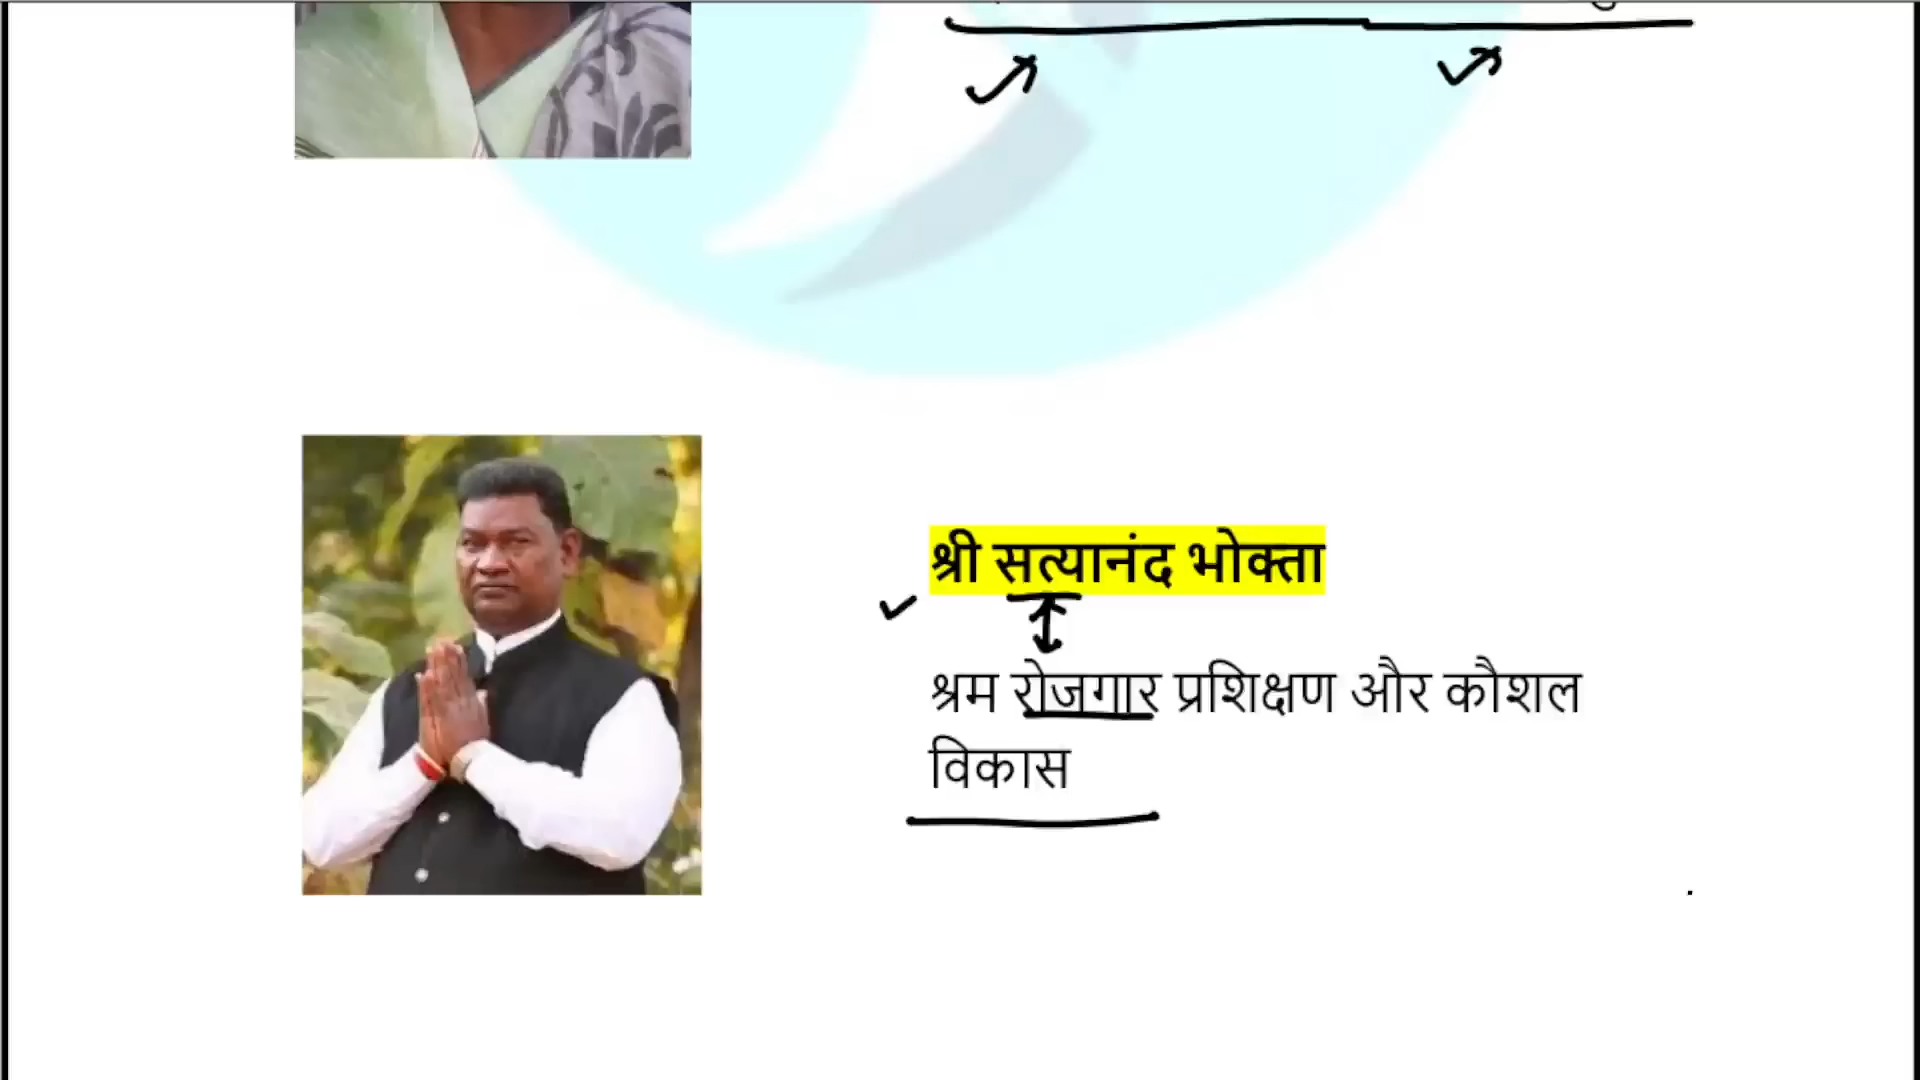 श्री सत्यानंद भोक्ता
श्रम रोजगार प्रशिक्षण और कौशल
विकास